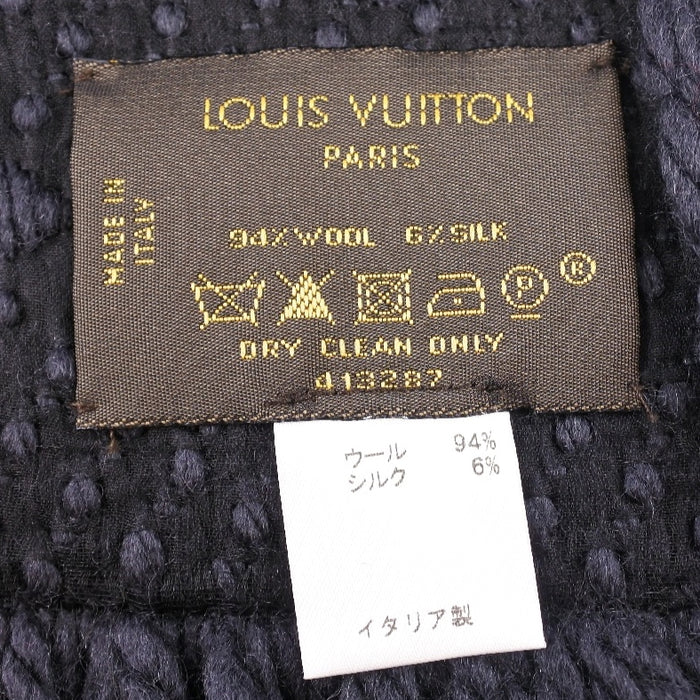 LOUIS VUITTON
PARIS
MADE IN
ITALY
94%WOOL 6%SILK
P ®
DRY CLEAN ONLY
413287
ウール 94%
シルク 6%
イタリア製